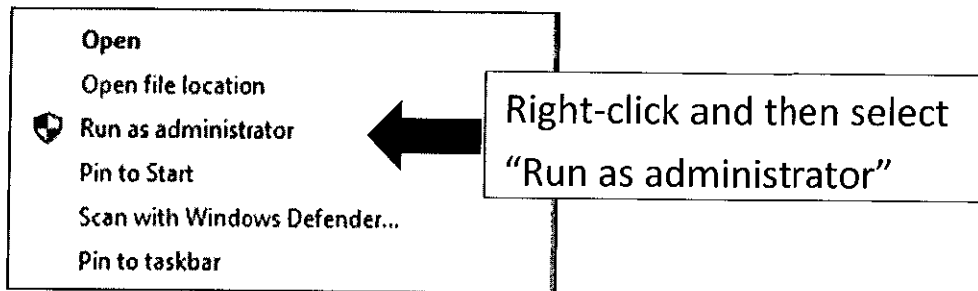 Open
Open file location
Run as administrator
Pin to Start
Scan with Windows Defender...
Pin to taskbar
Right-click and then select
“Run as administrator”